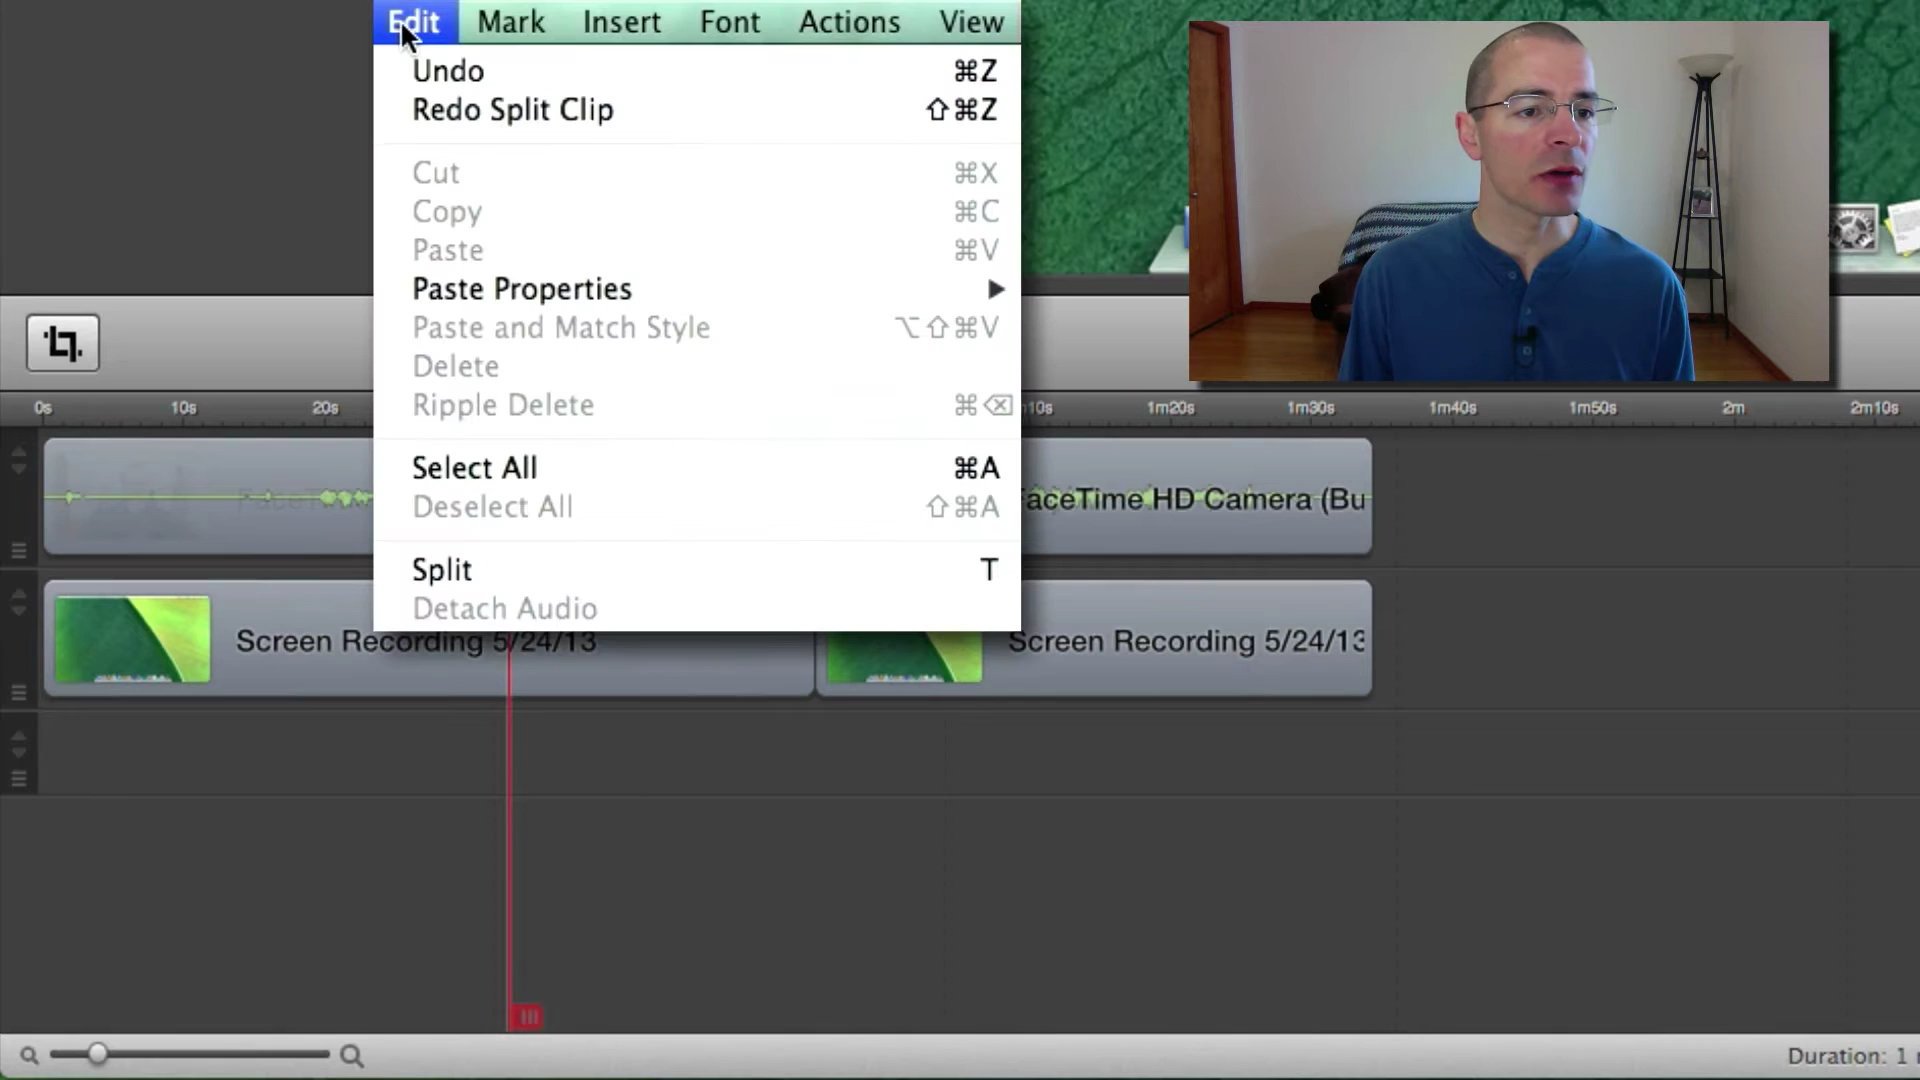 Edit Mark Insert Font Actions View
Undo ⌘Z
Redo Split Clip ⇧⌘Z
Cut ⌘X
Copy ⌘C
Paste ⌘V
Paste Properties ▶
Paste and Match Style ⌥⇧⌘V
Delete
Ripple Delete ⌘⌫
Select All ⌘A
Deselect All ⇧⌘A
Split T
Detach Audio
0s 10s 20s 10s 1m20s 1m30s 1m40s 1m50s 2m 2m10s
FaceTime HD Camera (Bu
Screen Recording 5/24/13 Screen Recording 5/24/13
Duration: 1